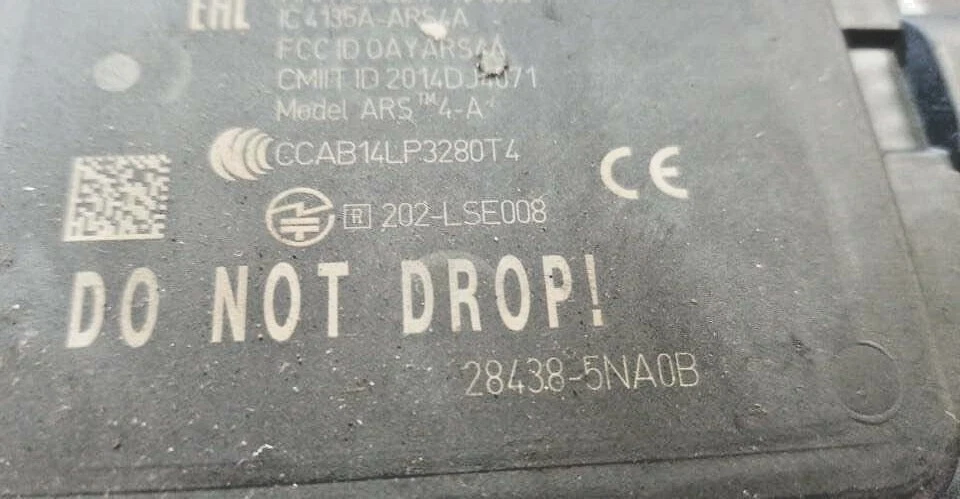 EAC
IC 4135A-ARS4A
FCC ID OAYARS4A
CMIIT ID 2014DJ4071
Model ARS™4-A
CCAB14LP3280T4
CE
R 202-LSE008
DO NOT DROP!
28438-5NA0B